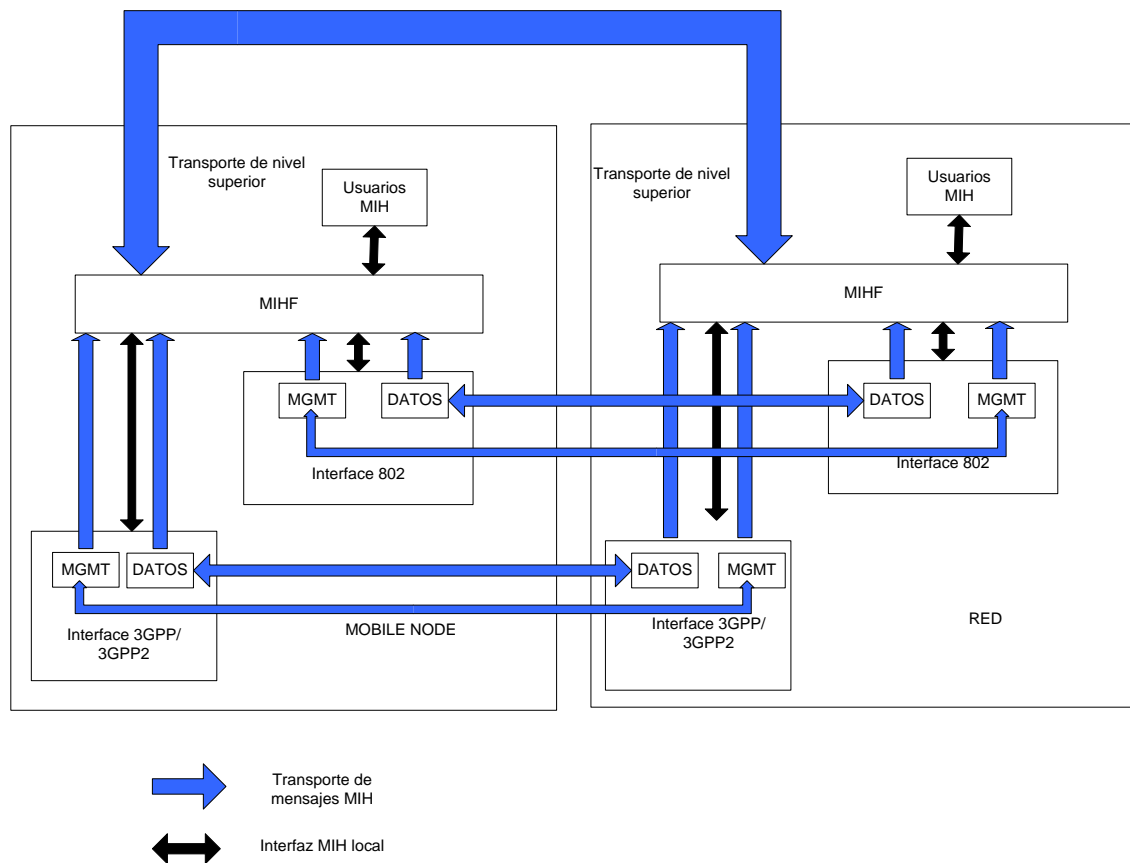 Transporte de nivel
superior
Usuarios
MIH
MIHF
MGMT
DATOS
Interface 802
MGMT
DATOS
Interface 3GPP/
3GPP2
MOBILE NODE
Transporte de nivel
superior
Usuarios
MIH
MIHF
DATOS
MGMT
Interface 802
DATOS
MGMT
Interface 3GPP/
3GPP2
RED
Transporte de
mensajes MIH
Interfaz MIH local